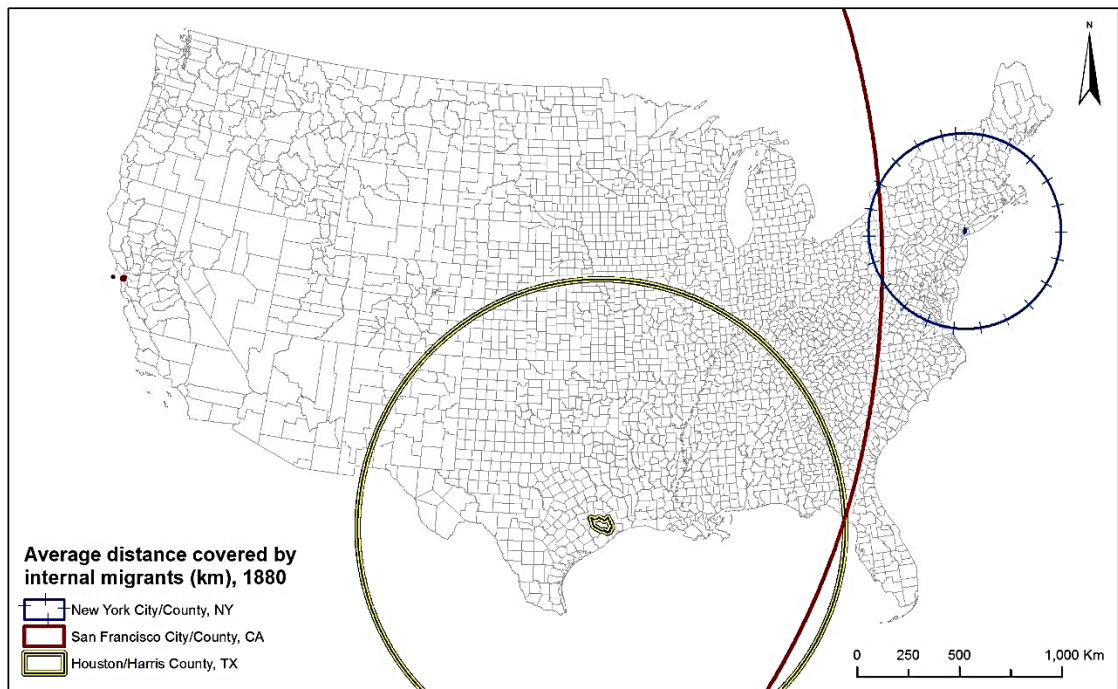 N
Average distance covered by
internal migrants (km), 1880
New York City/County, NY
San Francisco City/County, CA
Houston/Harris County, TX
0 250 500 1,000 Km